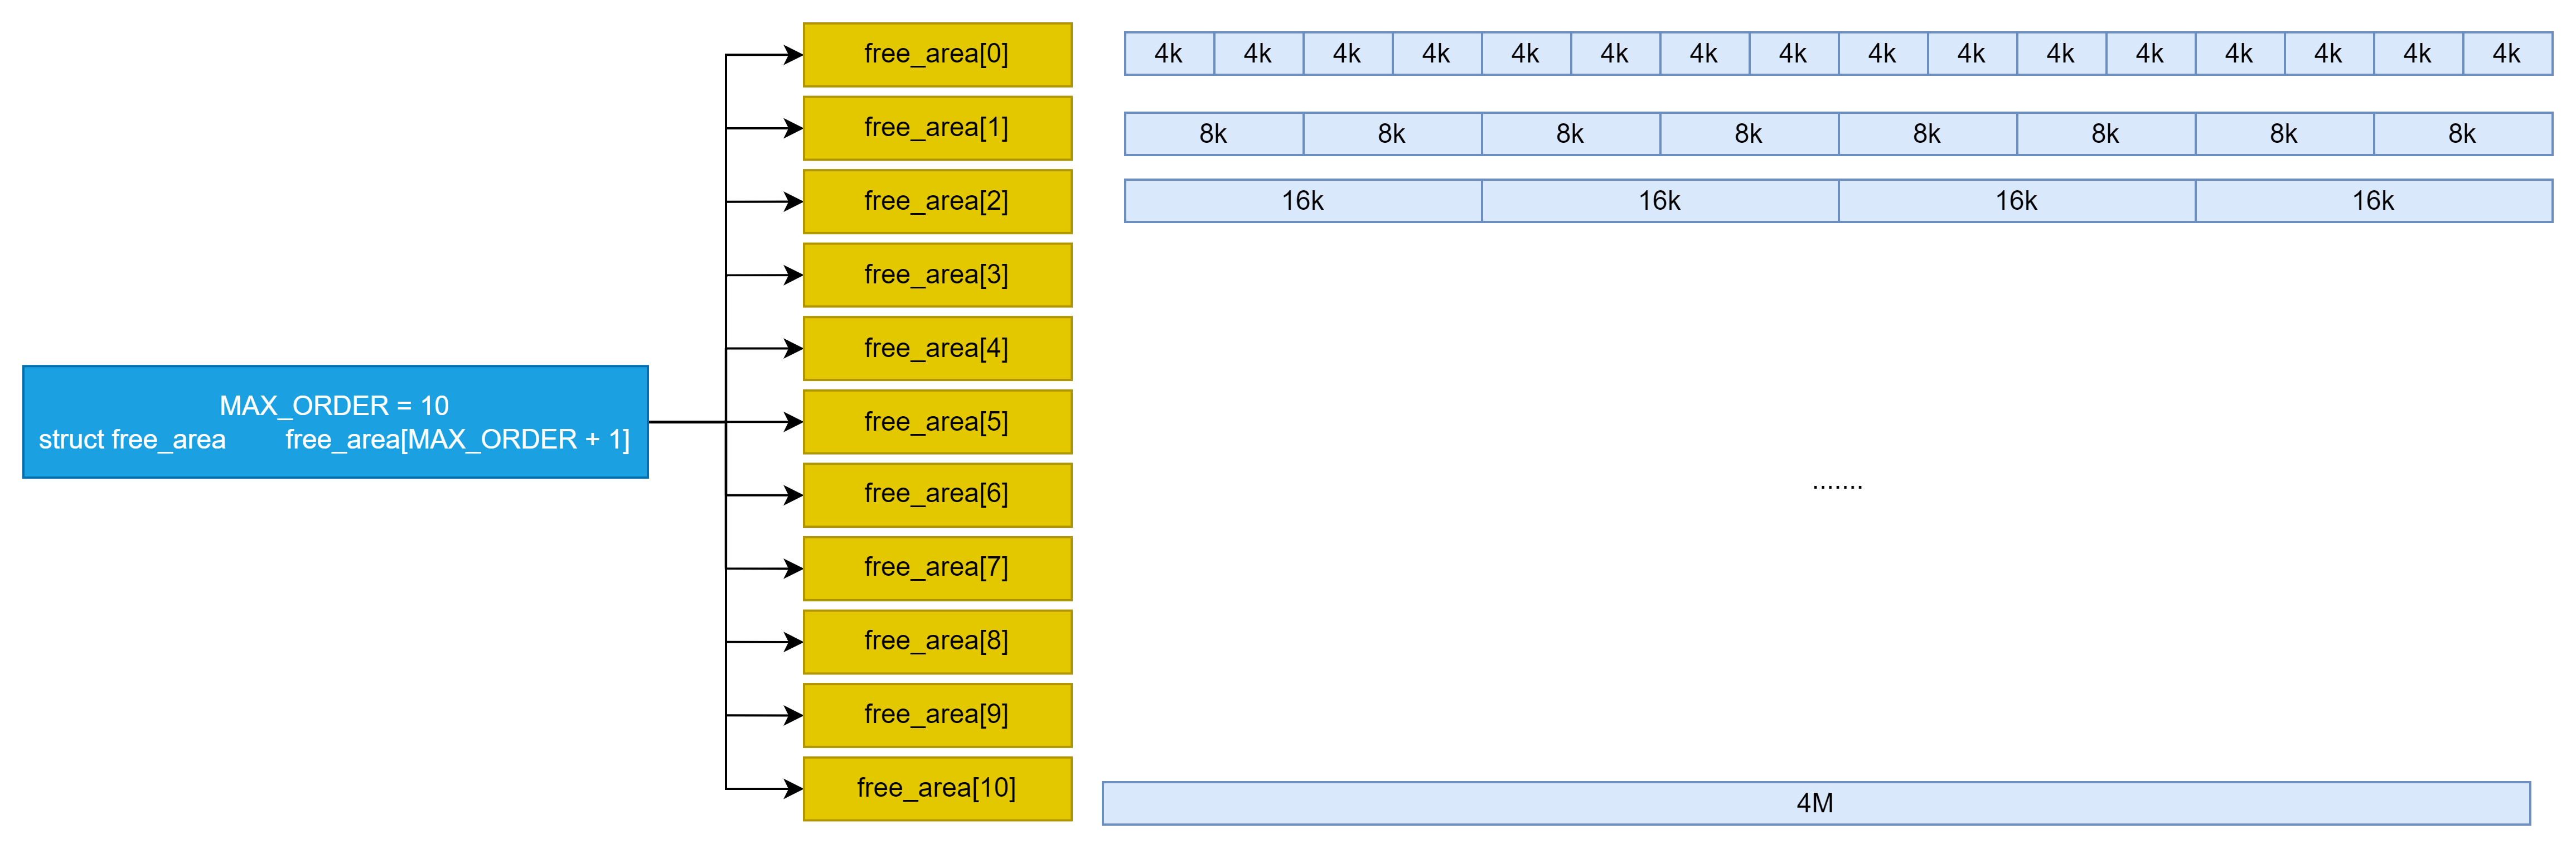 free_area[0]
4k 4k 4k 4k 4k 4k 4k 4k 4k 4k 4k 4k 4k 4k 4k 4k
free_area[1]
8k 8k 8k 8k 8k 8k 8k 8k
free_area[2]
16k 16k 16k 16k
free_area[3]
free_area[4]
MAX_ORDER = 10
struct free_area free_area[MAX_ORDER + 1]
free_area[5]
free_area[6]
.......
free_area[7]
free_area[8]
free_area[9]
free_area[10]
4M